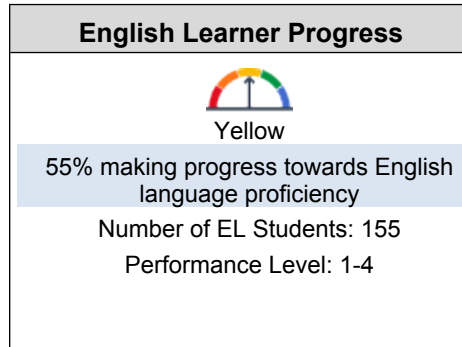 English Learner Progress
Yellow
55% making progress towards English
language proficiency
Number of EL Students: 155
Performance Level: 1-4